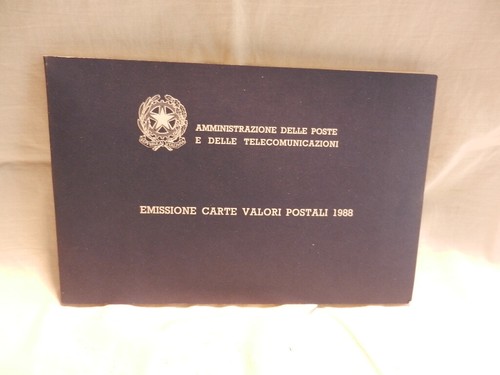 AMMINISTRAZIONE DELLE POSTE
E DELLE TELECOMUNICAZIONI
EMISSIONE CARTE VALORI POSTALI 1988